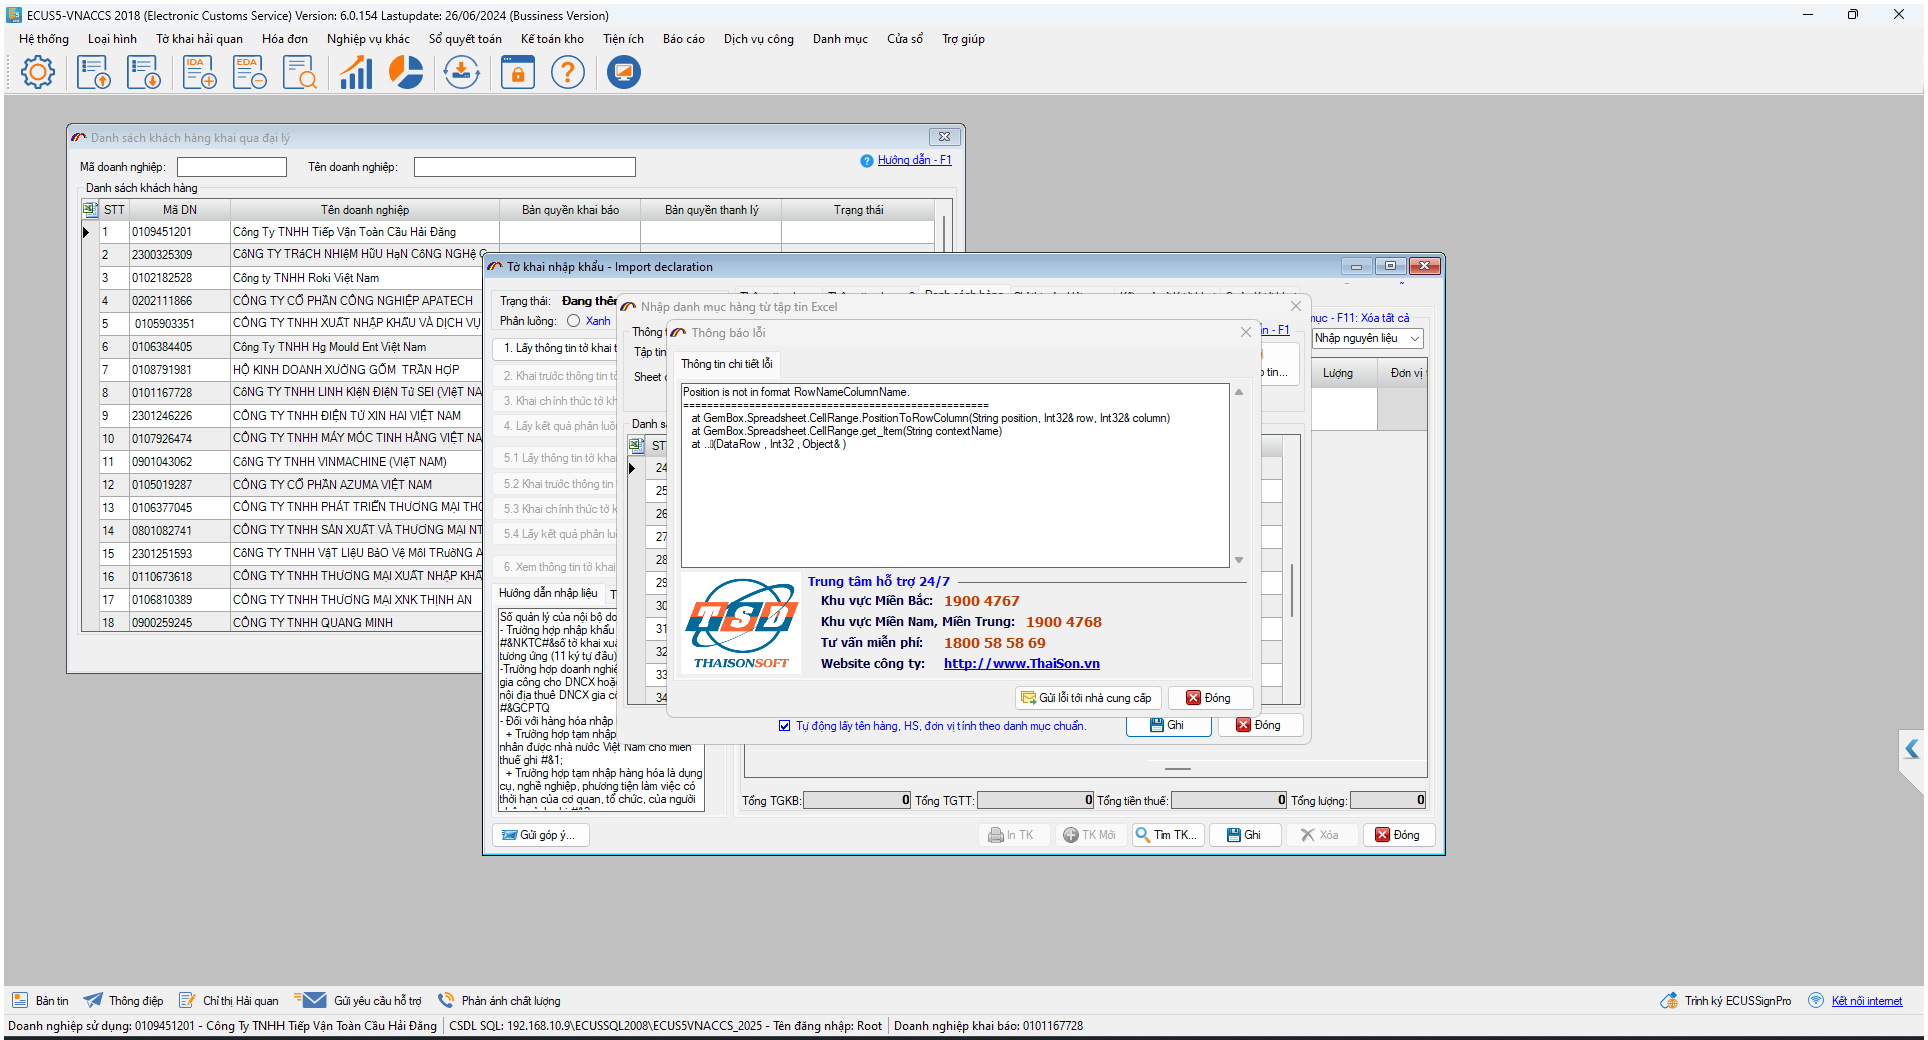 ECUS5-VNACCS 2018 (Electronic Customs Service) Version: 6.0.154 Lastupdate: 26/06/2024 (Bussiness Version)
Hệ thống Loại hình Tờ khai hải quan Hóa đơn Nghiệp vụ khác Sổ quyết toán Kế toán kho Tiện ích Báo cáo Dịch vụ công Danh mục Cửa sổ Trợ giúp
IDA EDA
Danh sách khách hàng khai qua đại lý
Mã doanh nghiệp: Tên doanh nghiệp: Hướng dẫn - F1
Danh sách khách hàng
STT Mã DN Tên doanh nghiệp Bản quyền khai báo Bản quyền thanh lý Trạng thái
1 0109451201 Công Ty TNHH Tiếp Vận Toàn Cầu Hải Đăng
2 2300325309 CôNG TY TRáCH NHIệM HữU HạN CôNG NGHệ
3 0102182528 Công ty TNHH Roki Việt Nam
4 0202111866 CÔNG TY CỔ PHẦN CÔNG NGHIỆP APATECH
5 0105903351 CÔNG TY TNHH XUẤT NHẬP KHẨU VÀ DỊCH VỤ
6 0106384405 Công Ty TNHH Hg Mould Ent Việt Nam
7 0108791981 HỘ KINH DOANH XƯỞNG GỐM TRẦN HỢP
8 0101167728 CôNG TY TNHH LINH KIệN ĐIệN Tử SEI (VIệT NA
9 2301246226 CÔNG TY TNHH ĐIỆN TỬ XIN HAI VIỆT NAM
10 0107926474 CÔNG TY TNHH MÁY MÓC TINH HẰNG VIỆT NA
11 0901043062 CôNG TY TNHH VINMACHINE (VIệT NAM)
12 0105019287 CÔNG TY CỔ PHẦN AZUMA VIỆT NAM
13 0106377045 CÔNG TY TNHH PHÁT TRIỂN THƯƠNG MẠI THƠ
14 0801082741 CÔNG TY TNHH SẢN XUẤT VÀ THƯƠNG MẠI NT
15 2301251593 CôNG TY TNHH VậT LIệU BảO Vệ MôI TRườNG A
16 0110673618 CÔNG TY TNHH THƯƠNG MẠI XUẤT NHẬP KHẨ
17 0106810389 CÔNG TY TNHH THƯƠNG MẠI XNK THỊNH AN
18 0900259245 CÔNG TY TNHH QUANG MINH
Tờ khai nhập khẩu - Import declaration
Trạng thái: Đang thêm
Phân luồng: Xanh
1. Lấy thông tin tờ khai t
2. Khai trước thông tin tờ
3. Khai chính thức tờ kh
4. Lấy kết quả phân luồn
5.1 Lấy thông tin tờ khai
5.2 Khai trước thông tin
5.3 Khai chính thức tờ k
5.4 Lấy kết quả phân luồ
6. Xem thông tin tờ khai
Hướng dẫn nhập liệu T
Số quản lý của nội bộ do
- Trường hợp nhập khẩu
#&NKTC#&số tờ khai xuấ
tương ứng (11 ký tự đầu)
-Trường hợp doanh nghiệ
gia công cho DNCX hoặc
nội địa thuê DNCX gia cô
#&GCPTQ
- Đối với hàng hóa nhập
+ Trường hợp tạm nhập
nhân được nhà nước Việt Nam cho miễn
thuế ghi #&1;
+ Trường hợp tạm nhập hàng hóa là dụng
cụ, nghề nghiệp, phương tiện làm việc có
thời hạn của cơ quan, tổ chức, của người
ục - F11: Xóa tất cả
Nhập nguyên liệu
Lượng Đơn vị t
Nhập danh mục hàng từ tập tin Excel
Thông t
Tập tin
Sheet
n - F1
tin...
Danh sá
ST
24
25
26
27
28
29
30
31
32
33
34
Thông báo lỗi
Thông tin chi tiết lỗi
Position is not in format RowNameColumnName.
==============================================
at GemBox.Spreadsheet.CellRange.PositionToRowColumn(String position, Int32& row, Int32& column)
at GemBox.Spreadsheet.CellRange.get_Item(String contextName)
at ..(DataRow , Int32 , Object& )
TSD
THAISONSOFT
Trung tâm hỗ trợ 24/7
Khu vực Miền Bắc: 1900 4767
Khu vực Miền Nam, Miền Trung: 1900 4768
Tư vấn miễn phí: 1800 58 58 69
Website công ty: http://www.ThaiSon.vn
Gửi lỗi tới nhà cung cấp Đóng
Tự động lấy tên hàng, HS, đơn vị tính theo danh mục chuẩn. Ghi Đóng
Tổng TGKB: 0 Tổng TGTT: 0 Tổng tiền thuế: 0 Tổng lượng: 0
Gửi góp ý... In TK TK Mới Tìm TK... Ghi Xóa Đóng
Bản tin Thông điệp Chỉ thị Hải quan Gửi yêu cầu hỗ trợ Phản ánh chất lượng Trình ký ECUSSignPro Kết nối internet
Doanh nghiệp sử dụng: 0109451201 - Công Ty TNHH Tiếp Vận Toàn Cầu Hải Đăng CSDL SQL: 192.168.10.9\ECUSSQL2008\ECUS5VNACCS_2025 - Tên đăng nhập: Root Doanh nghiệp khai báo: 0101167728